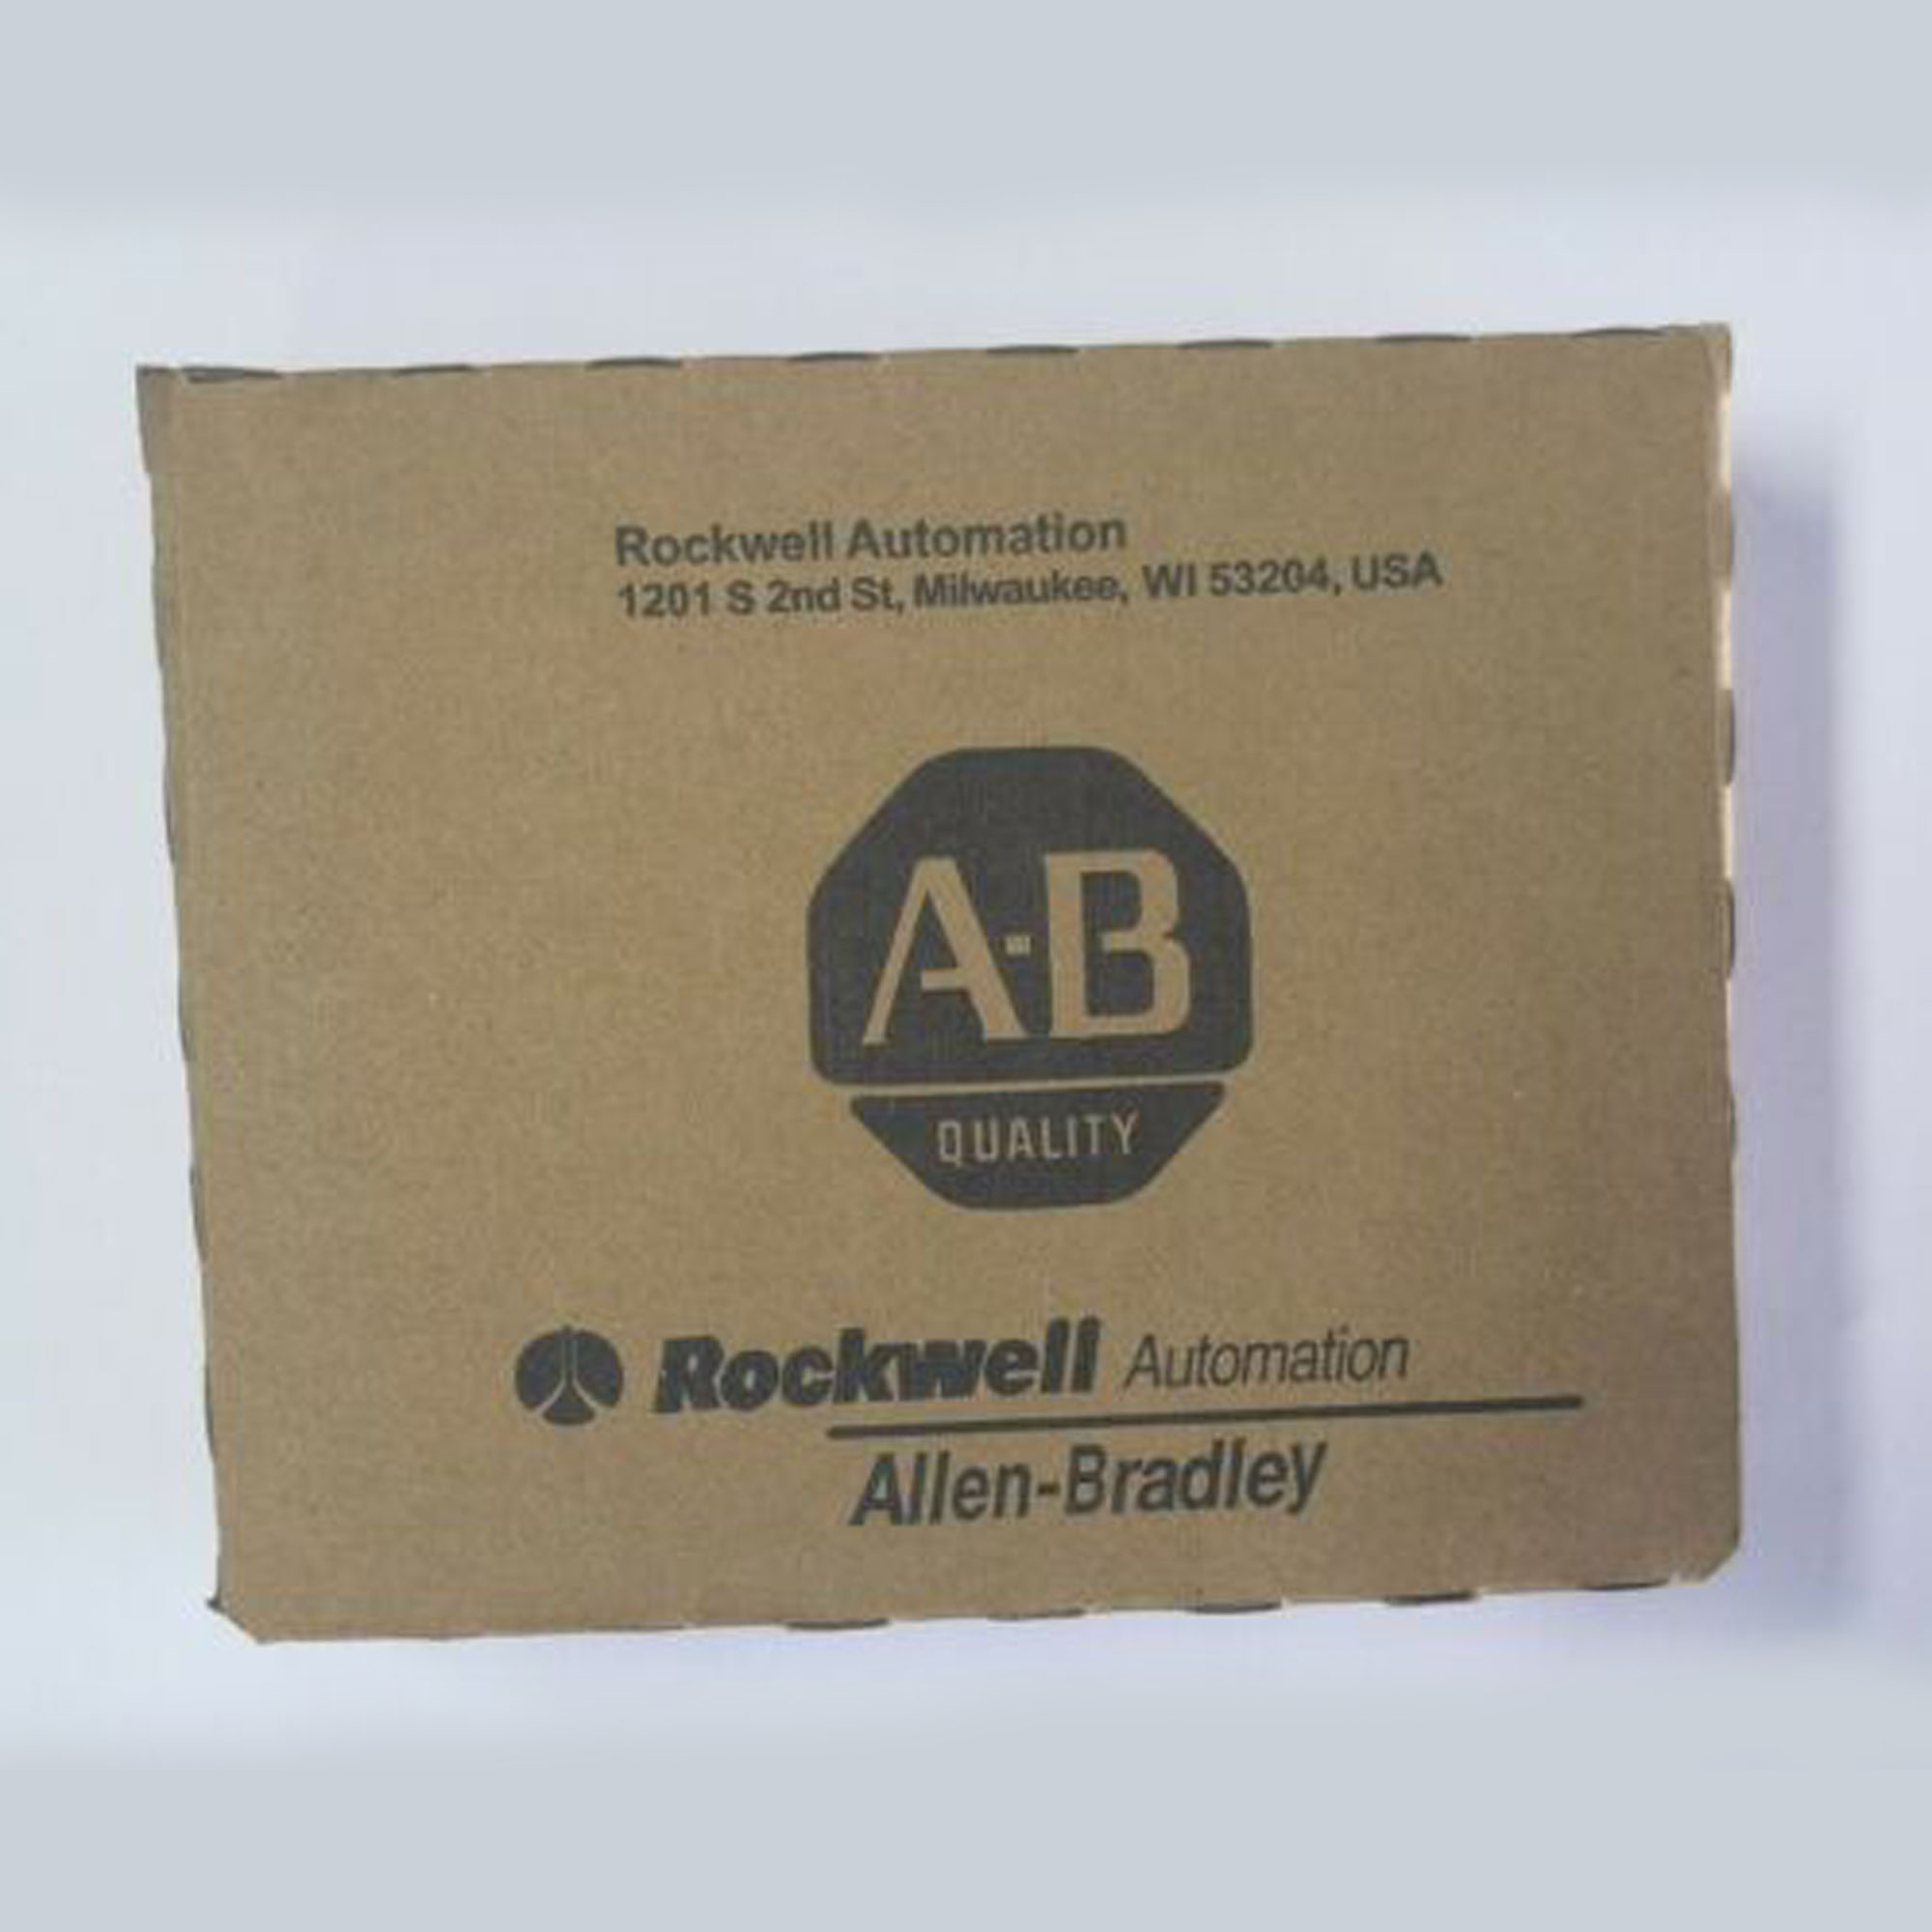 Rockwell Automation
1201 S 2nd St, Milwaukee, WI 53204, USA
A-B
QUALITY
Rockwell Automation
Allen-Bradley